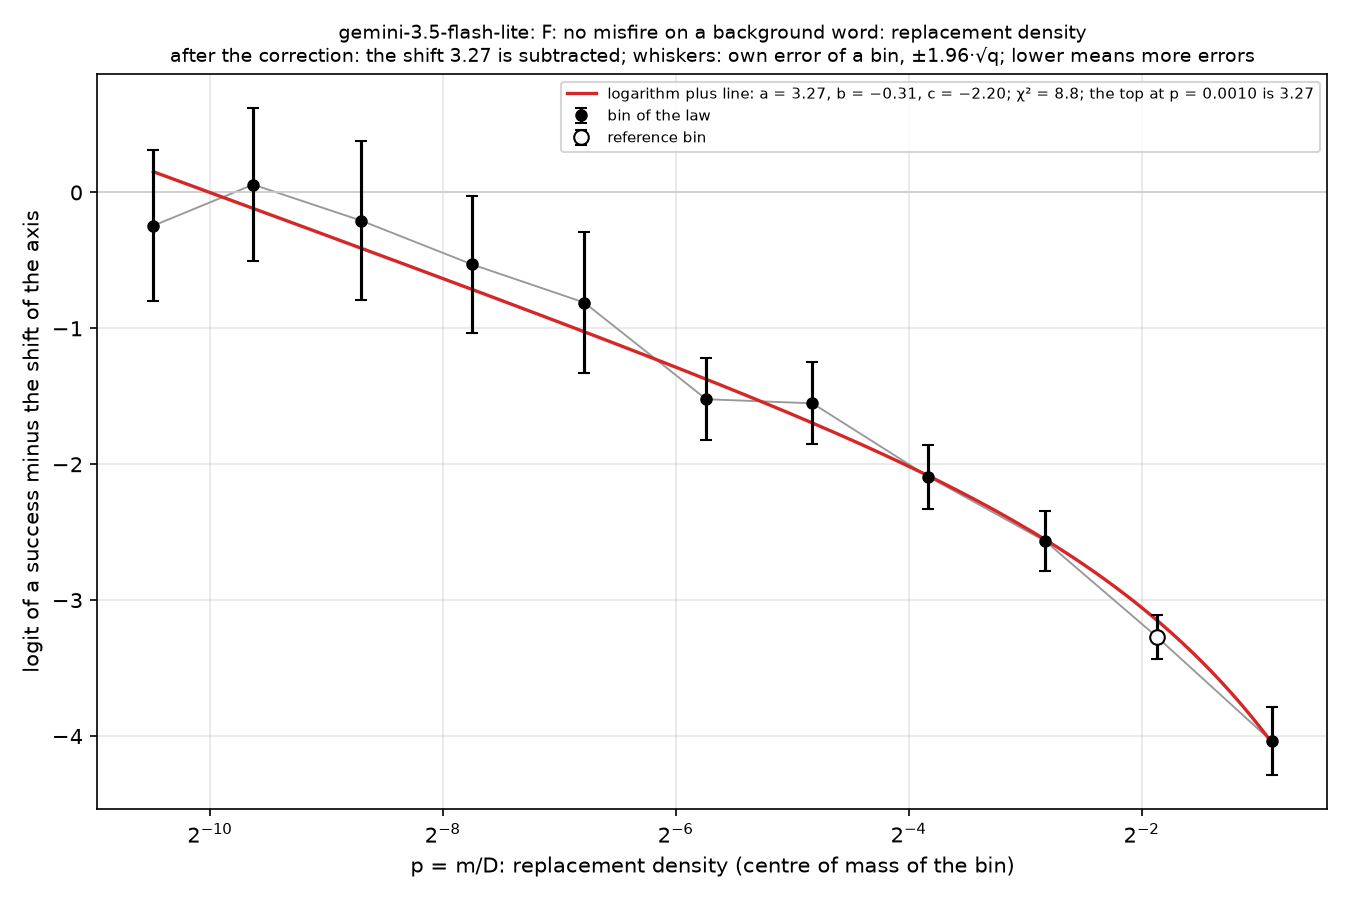 gemini-3.5-flash-lite: F: no misfire on a background word: replacement density
after the correction: the shift 3.27 is subtracted; whiskers: own error of a bin, ±1.96·√q; lower means more errors
logarithm plus line: a = 3.27, b = −0.31, c = −2.20; χ² = 8.8; the top at p = 0.0010 is 3.27
bin of the law
reference bin
logit of a success minus the shift of the axis
0
−1
−2
−3
−4
2⁻¹⁰ 2⁻⁸ 2⁻⁶ 2⁻⁴ 2⁻²
p = m/D: replacement density (centre of mass of the bin)